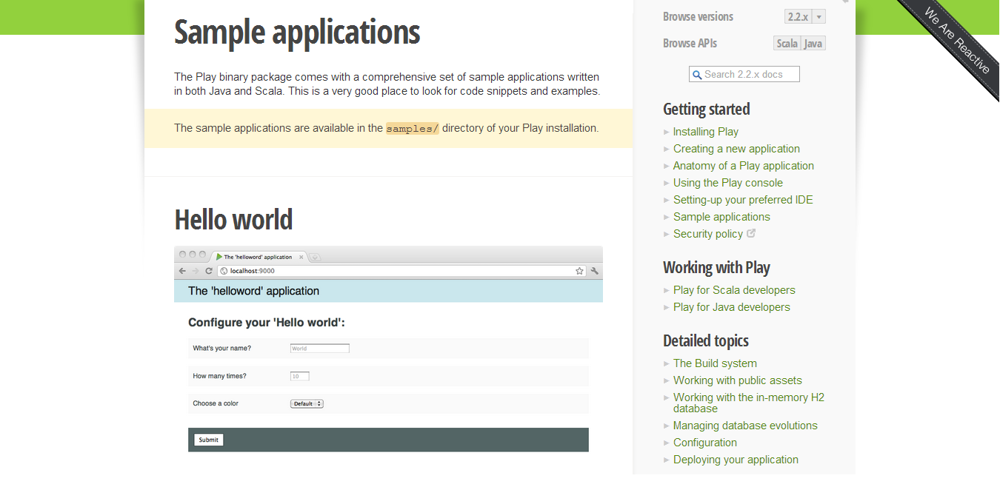 Sample applications
The Play binary package comes with a comprehensive set of sample applications written
in both Java and Scala. This is a very good place to look for code snippets and examples.
The sample applications are available in the samples/ directory of your Play installation.
Hello world
The 'helloword' application
localhost:9000
The 'helloword' application
Configure your 'Hello world':
What's your name? World
How many times? 10
Choose a color Default
Submit
Browse versions 2.2.x
Browse APIs Scala Java
Search 2.2.x docs
Getting started
Installing Play
Creating a new application
Anatomy of a Play application
Using the Play console
Setting-up your preferred IDE
Sample applications
Security policy
Working with Play
Play for Scala developers
Play for Java developers
Detailed topics
The Build system
Working with public assets
Working with the in-memory H2
database
Managing database evolutions
Configuration
Deploying your application
We Are Reactive